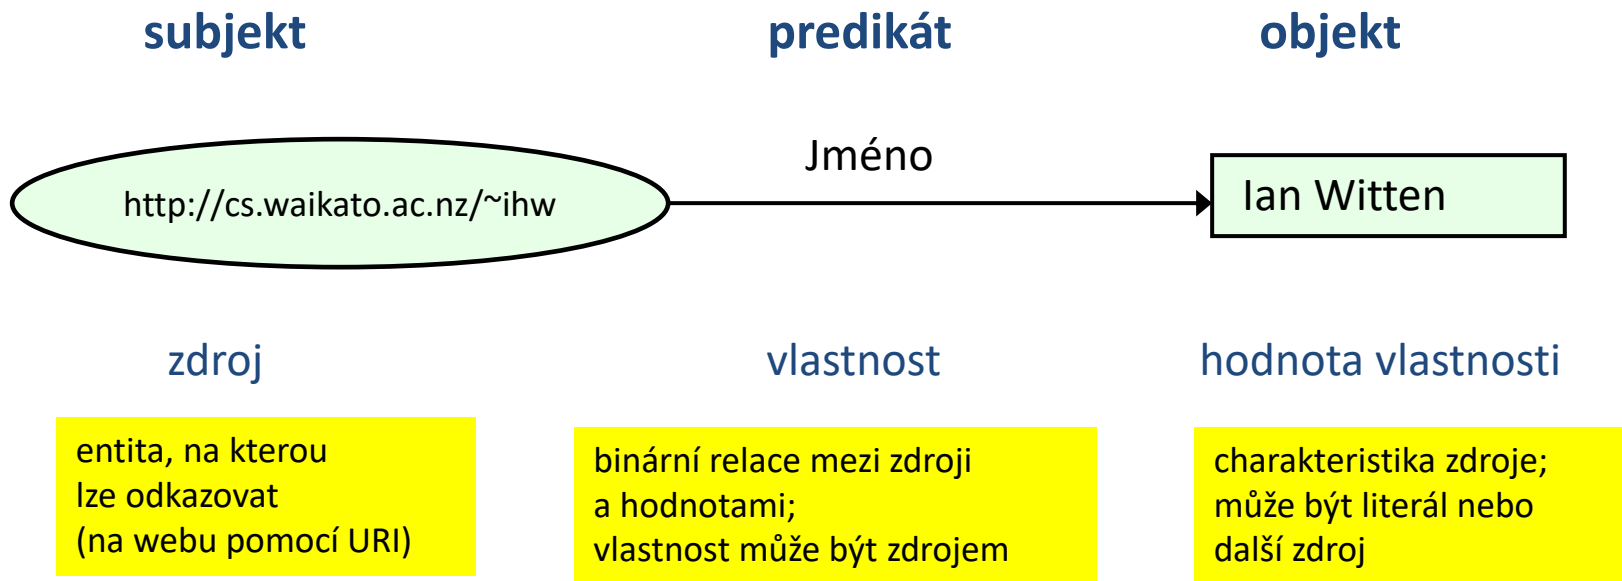 subjekt
predikát
objekt
Jméno
http://cs.waikato.ac.nz/~ihw
Ian Witten
zdroj
vlastnost
hodnota vlastnosti
entita, na kterou
lze odkazovat
(na webu pomocí URI)
binární relace mezi zdroji
a hodnotami;
vlastnost může být zdrojem
charakteristika zdroje;
může být literál nebo
další zdroj